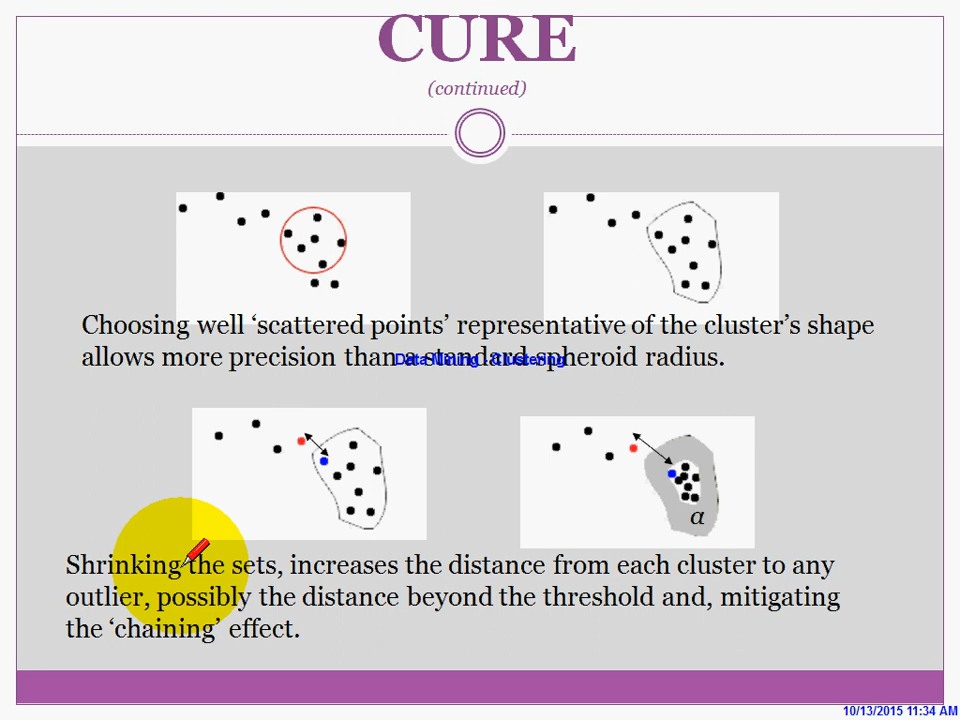 CURE
(continued)
Choosing well ‘scattered points’ representative of the cluster’s shape
allows more precision than a standard spheroid radius.
Data Mining - Clustering
α
Shrinking the sets, increases the distance from each cluster to any
outlier, possibly the distance beyond the threshold and, mitigating
the ‘chaining’ effect.
10/13/2015 11:34 AM